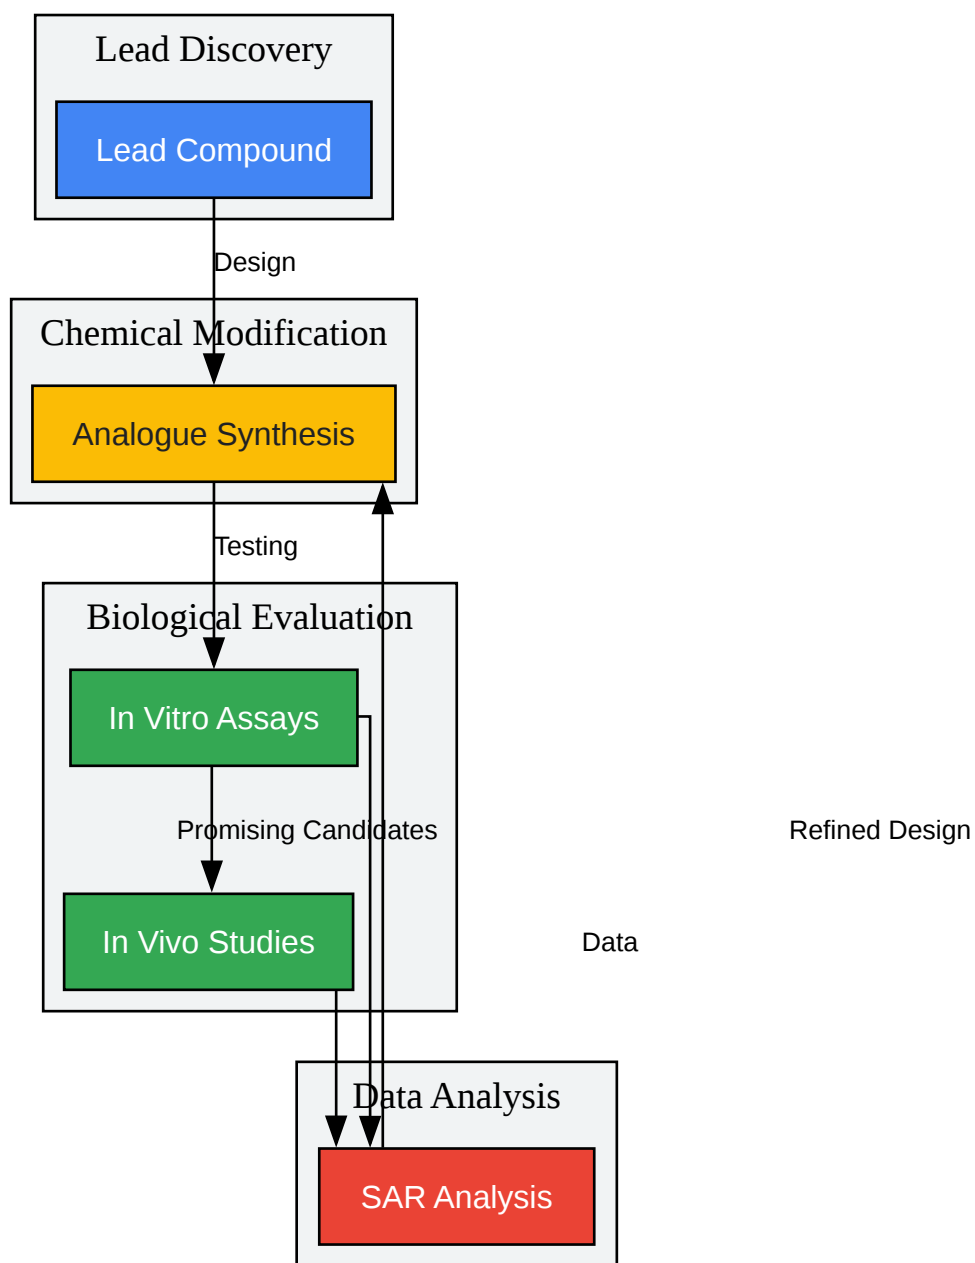 Lead Discovery
Lead Compound
Design
Chemical Modification
Analogue Synthesis
Testing
Biological Evaluation
In Vitro Assays
Promising Candidates
Refined Design
In Vivo Studies
Data
Data Analysis
SAR Analysis